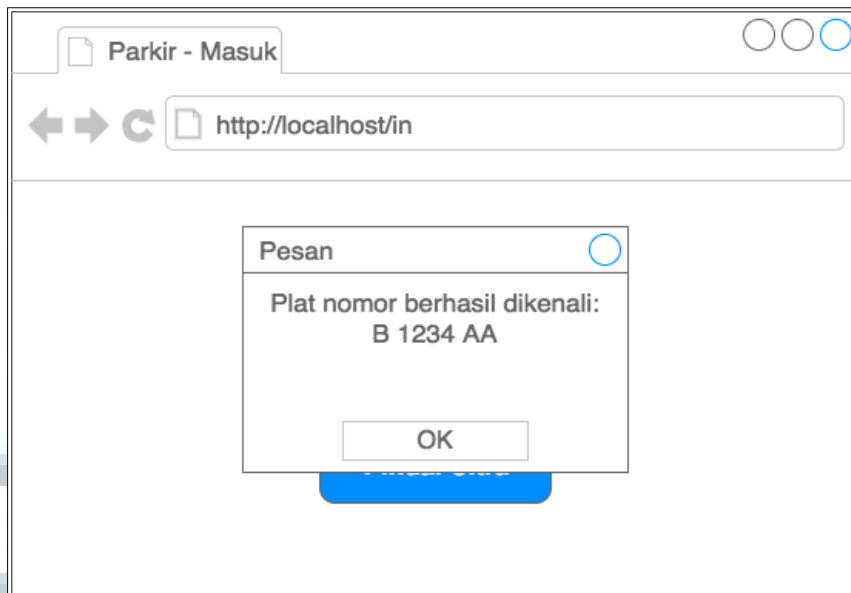 Parkir - Masuk
http://localhost/in
Pesan
Plat nomor berhasil dikenali:
B 1234 AA
OK